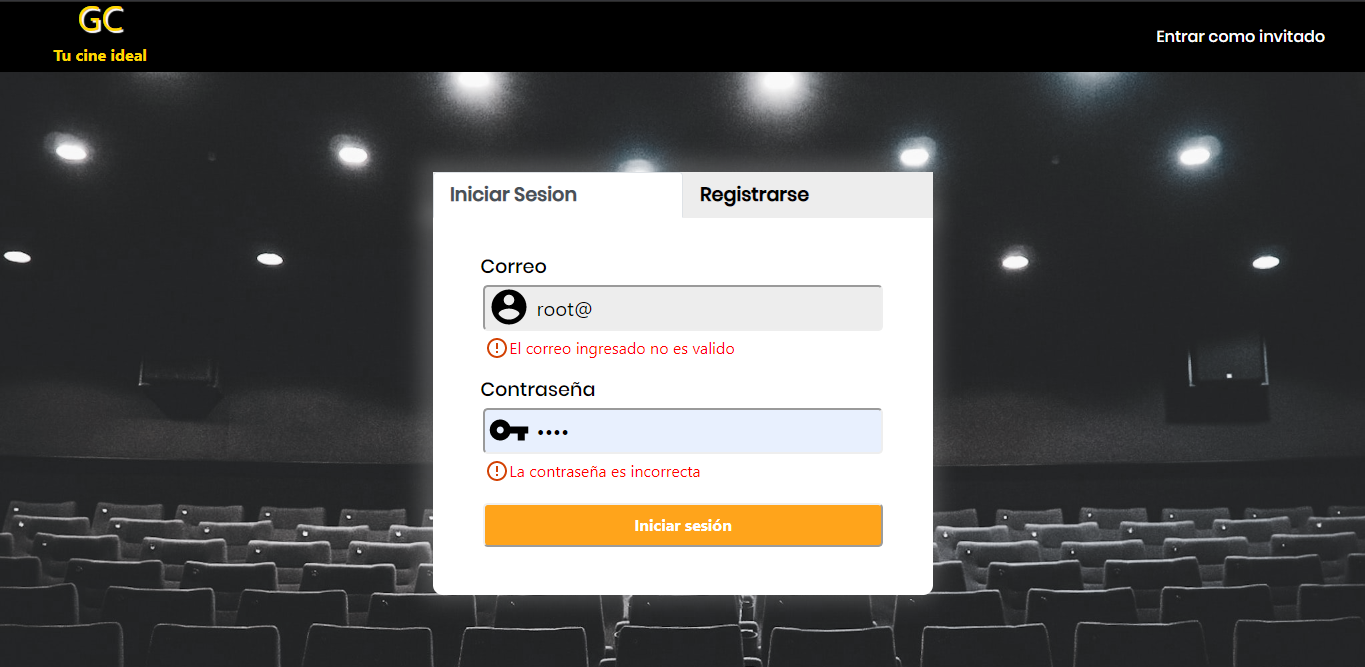 GC
Tu cine ideal
Entrar como invitado
Iniciar Sesion
Registrarse
Correo
root@
El correo ingresado no es valido
Contraseña
••••
La contraseña es incorrecta
Iniciar sesión